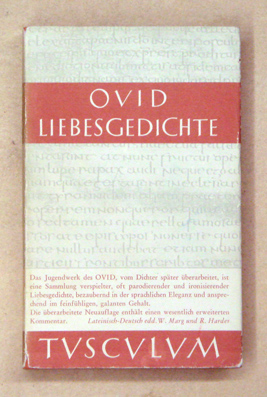 OVID
LIEBESGEDICHTE
Das Jugendwerk des OVID, vom Dichter später überarbeitet, ist
eine Sammlung verspielter, oft parodierender und ironisierender
Liebesgedichte, bezaubernd in der sprachlichen Eleganz und anspre-
chend im feinfühligen, galanten Gehalt.
Die überarbeitete Neuauflage enthält einen wesentlich erweiterten
Kommentar. Lateinisch-Deutsch edd. W. Marg und R. Harder
TVSCVLVM